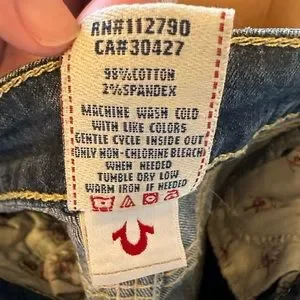 RN#112790
CA#30427
98%COTTON
2%SPANDEX
MACHINE WASH COLD
WITH LIKE COLORS
GENTLE CYCLE INSIDE OUT
ONLY NON-CHLORINE BLEACH
WHEN NEEDED
TUMBLE DRY LOW
WARM IRON IF NEEDED